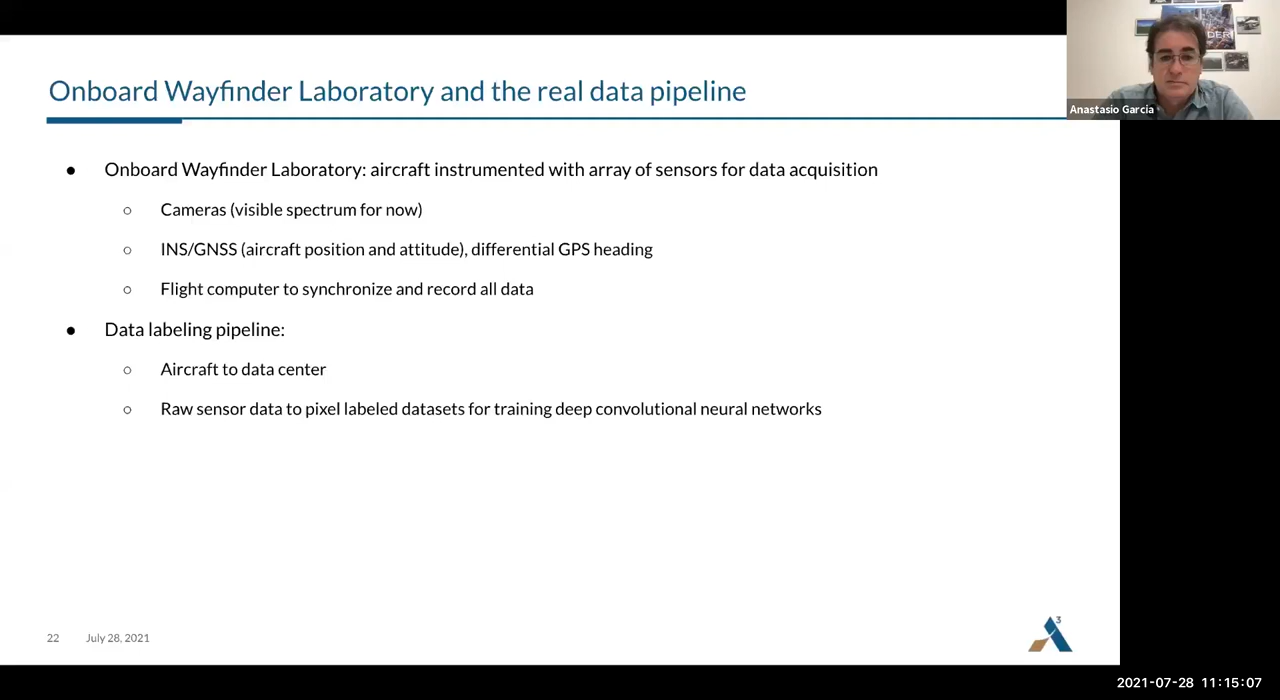 Onboard Wayfinder Laboratory and the real data pipeline
DER
Anastasio Garcia
● Onboard Wayfinder Laboratory: aircraft instrumented with array of sensors for data acquisition
○ Cameras (visible spectrum for now)
○ INS/GNSS (aircraft position and attitude), differential GPS heading
○ Flight computer to synchronize and record all data
● Data labeling pipeline:
○ Aircraft to data center
○ Raw sensor data to pixel labeled datasets for training deep convolutional neural networks
22 July 28, 2021
3
2021-07-28 11:15:07